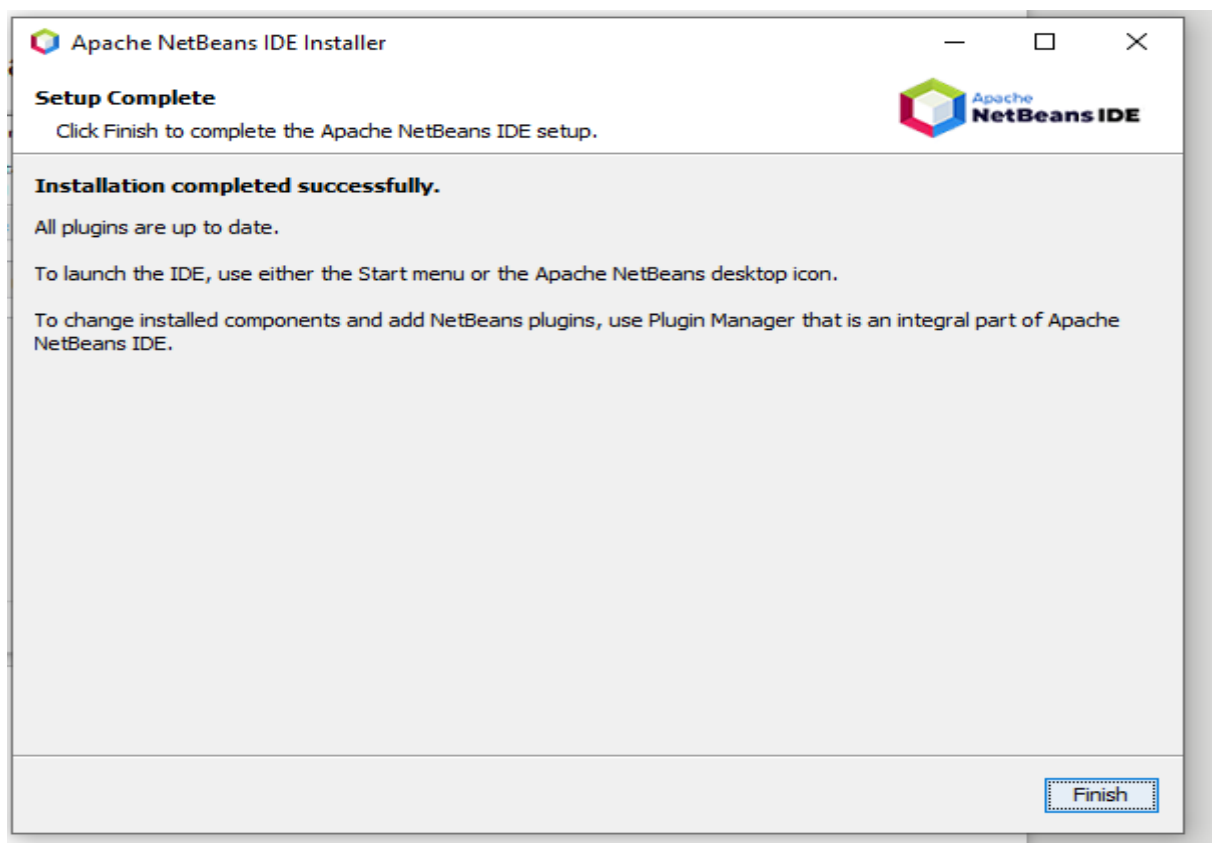 Apache NetBeans IDE Installer
Setup Complete
Click Finish to complete the Apache NetBeans IDE setup.
Apache
NetBeans IDE
Installation completed successfully.
All plugins are up to date.
To launch the IDE, use either the Start menu or the Apache NetBeans desktop icon.
To change installed components and add NetBeans plugins, use Plugin Manager that is an integral part of Apache
NetBeans IDE.
Finish